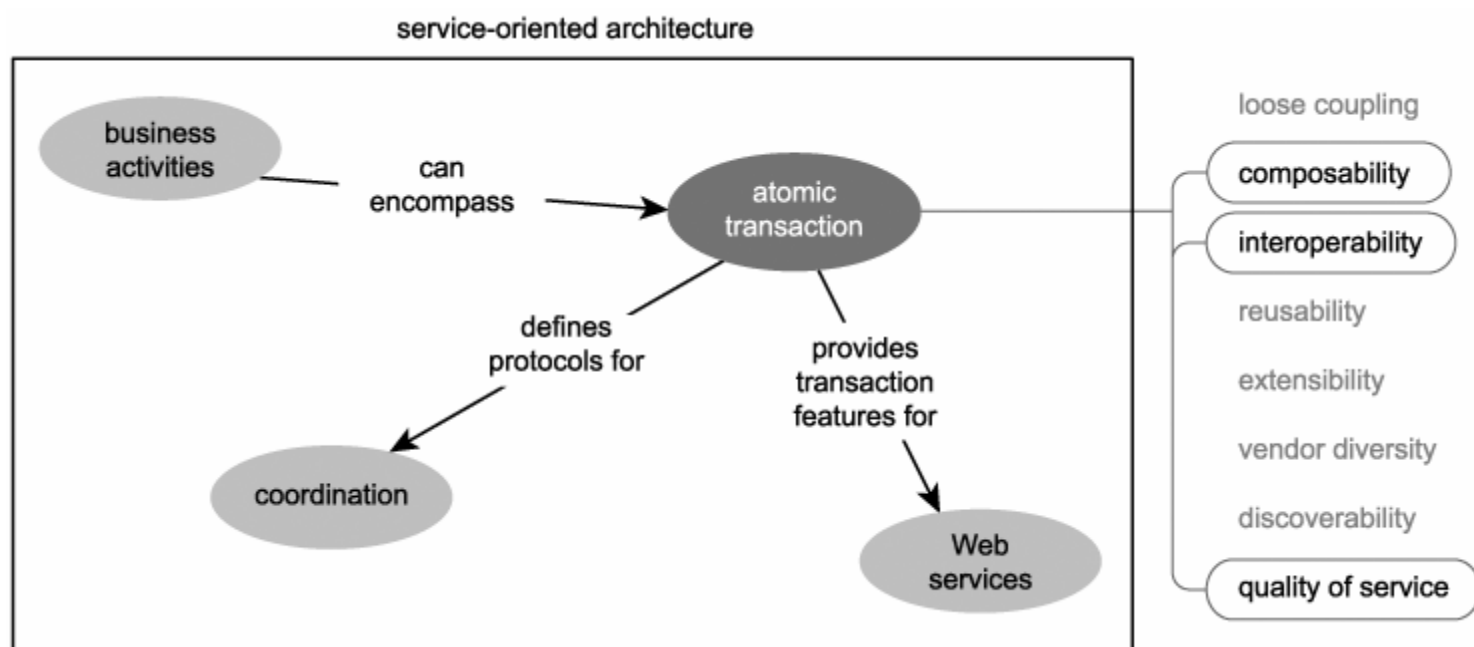 service-oriented architecture
business
activities
can
encompass
atomic
transaction
defines
protocols for
provides
transaction
features for
coordination
Web
services
loose coupling
composability
interoperability
reusability
extensibility
vendor diversity
discoverability
quality of service